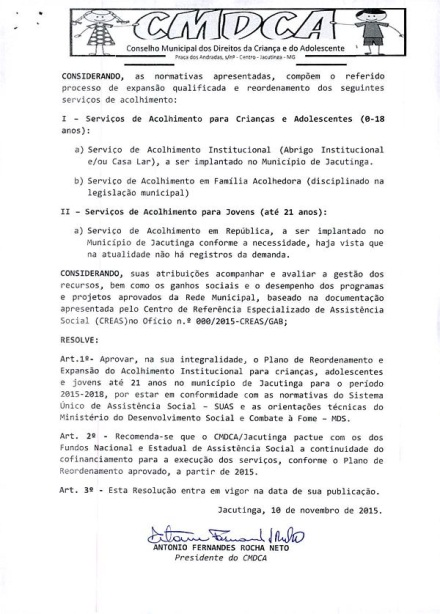 CMDCA
Conselho Municipal dos Direitos da Criança e do Adolescente
Praça dos Andradas, s/nº - Centro - Jacutinga - MG
CONSIDERANDO, as normativas apresentadas, compõem o referido
processo de expansão qualificada e reordenamento dos seguintes
serviços de acolhimento:
I – Serviços de Acolhimento para Crianças e Adolescentes (0-18
anos):
a) Serviço de Acolhimento Institucional (Abrigo Institucional
e/ou Casa Lar), a ser implantado no Município de Jacutinga.
b) Serviço de Acolhimento em Família Acolhedora (disciplinado na
legislação municipal)
II – Serviços de Acolhimento para Jovens (até 21 anos):
a) Serviço de Acolhimento em República, a ser implantado no
Município de Jacutinga conforme a necessidade, haja vista que
na atualidade não há registros da demanda.
CONSIDERANDO, suas atribuições acompanhar e avaliar a gestão dos
recursos, bem como os ganhos sociais e o desempenho dos programas
e projetos aprovados da Rede Municipal, baseado na documentação
apresentada pelo Centro de Referência Especializado de Assistência
Social (CREAS)no Ofício n.º 000/2015-CREAS/GAB;
RESOLVE:
Art.1º- Aprovar, na sua integralidade, o Plano de Reordenamento e
Expansão do Acolhimento Institucional para crianças, adolescentes
e jovens até 21 anos no município de Jacutinga para o período
2015-2018, por estar em conformidade com as normativas do Sistema
Único de Assistência Social – SUAS e as orientações técnicas do
Ministério do Desenvolvimento Social e Combate à Fome – MDS.
Art. 2º - Recomenda-se que o CMDCA/Jacutinga pactue com os dos
Fundos Nacional e Estadual de Assistência Social a continuidade do
cofinanciamento para a execução dos serviços, conforme o Plano de
Reordenamento aprovado, a partir de 2015.
Art. 3º - Esta Resolução entra em vigor na data de sua publicação.
Jacutinga, 10 de novembro de 2015.
ANTONIO FERNANDES ROCHA NETO
Presidente do CMDCA